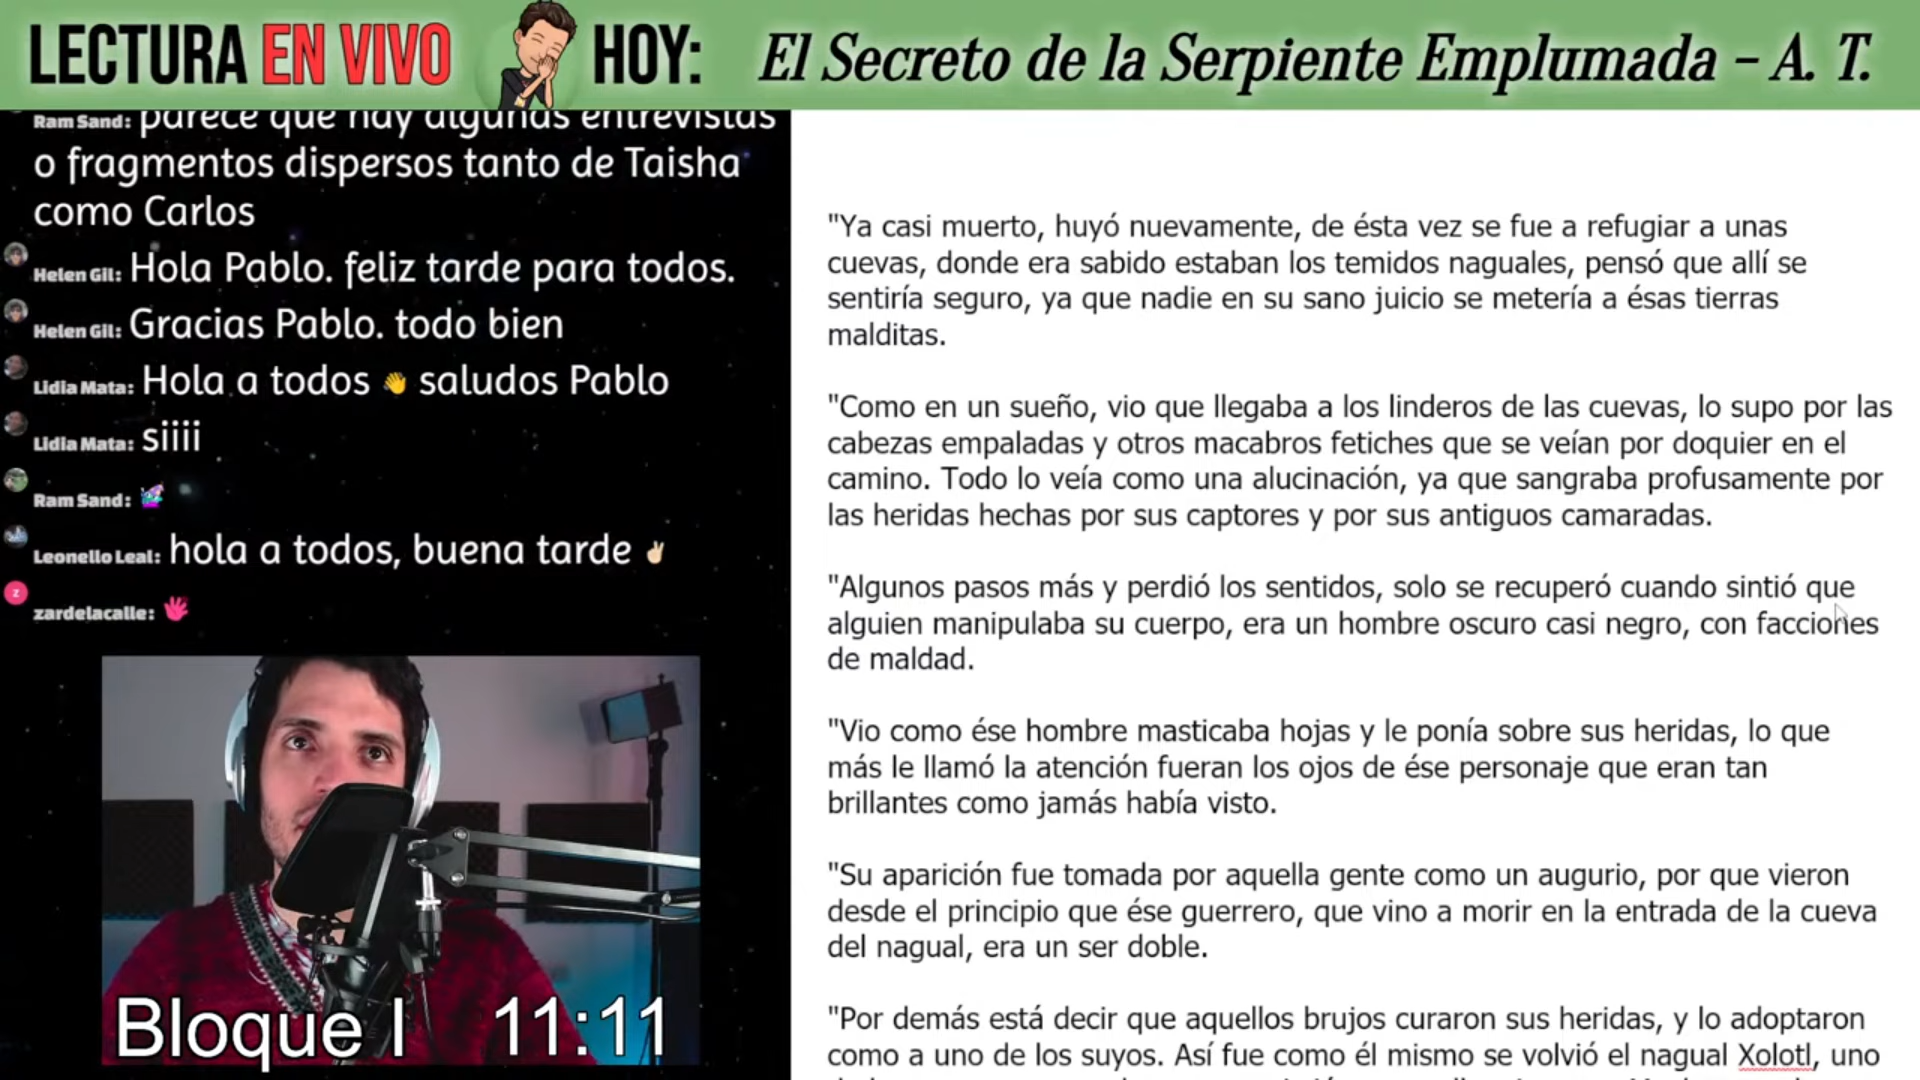 LECTURA EN VIVO HOY: El Secreto de la Serpiente Emplumada - A. T.
Ram Sand: parece que hay algunas entrevistas
o fragmentos dispersos tanto de Taisha
como Carlos
Helen Gil: Hola Pablo. feliz tarde para todos.
Helen Gil: Gracias Pablo. todo bien
Lidia Mata: Hola a todos 👋 saludos Pablo
Lidia Mata: siiii
Ram Sand:
Leonello Leal: hola a todos, buena tarde ✌🏻
Z
zardelacalle:
Bloque I 11:11
"Ya casi muerto, huyó nuevamente, de ésta vez se fue a refugiar a unas
cuevas, donde era sabido estaban los temidos naguales, pensó que allí se
sentiría seguro, ya que nadie en su sano juicio se metería a ésas tierras
malditas.
"Como en un sueño, vio que llegaba a los linderos de las cuevas, lo supo por las
cabezas empaladas y otros macabros fetiches que se veían por doquier en el
camino. Todo lo veía como una alucinación, ya que sangraba profusamente por
las heridas hechas por sus captores y por sus antiguos camaradas.
"Algunos pasos más y perdió los sentidos, solo se recuperó cuando sintió que
alguien manipulaba su cuerpo, era un hombre oscuro casi negro, con facciones
de maldad.
"Vio como ése hombre masticaba hojas y le ponía sobre sus heridas, lo que
más le llamó la atención fueran los ojos de ése personaje que eran tan
brillantes como jamás había visto.
"Su aparición fue tomada por aquella gente como un augurio, por que vieron
desde el principio que ése guerrero, que vino a morir en la entrada de la cueva
del nagual, era un ser doble.
"Por demás está decir que aquellos brujos curaron sus heridas, y lo adoptaron
como a uno de los suyos. Así fue como él mismo se volvió el nagual Xolotl, uno